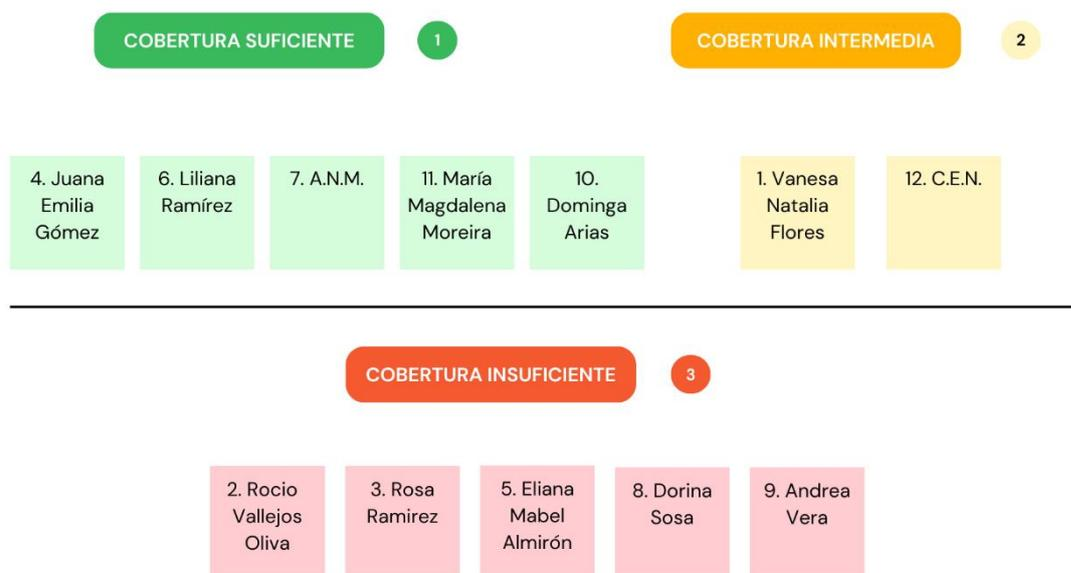 COBERTURA SUFICIENTE
1
COBERTURA INTERMEDIA
2
4. Juana
Emilia
Gómez
6. Liliana
Ramírez
7. A.N.M.
11. María
Magdalena
Moreira
10.
Dominga
Arias
1. Vanesa
Natalia
Flores
12. C.E.N.
COBERTURA INSUFICIENTE
3
2. Rocio
Vallejos
Oliva
3. Rosa
Ramirez
5. Eliana
Mabel
Almirón
8. Dorina
Sosa
9. Andrea
Vera